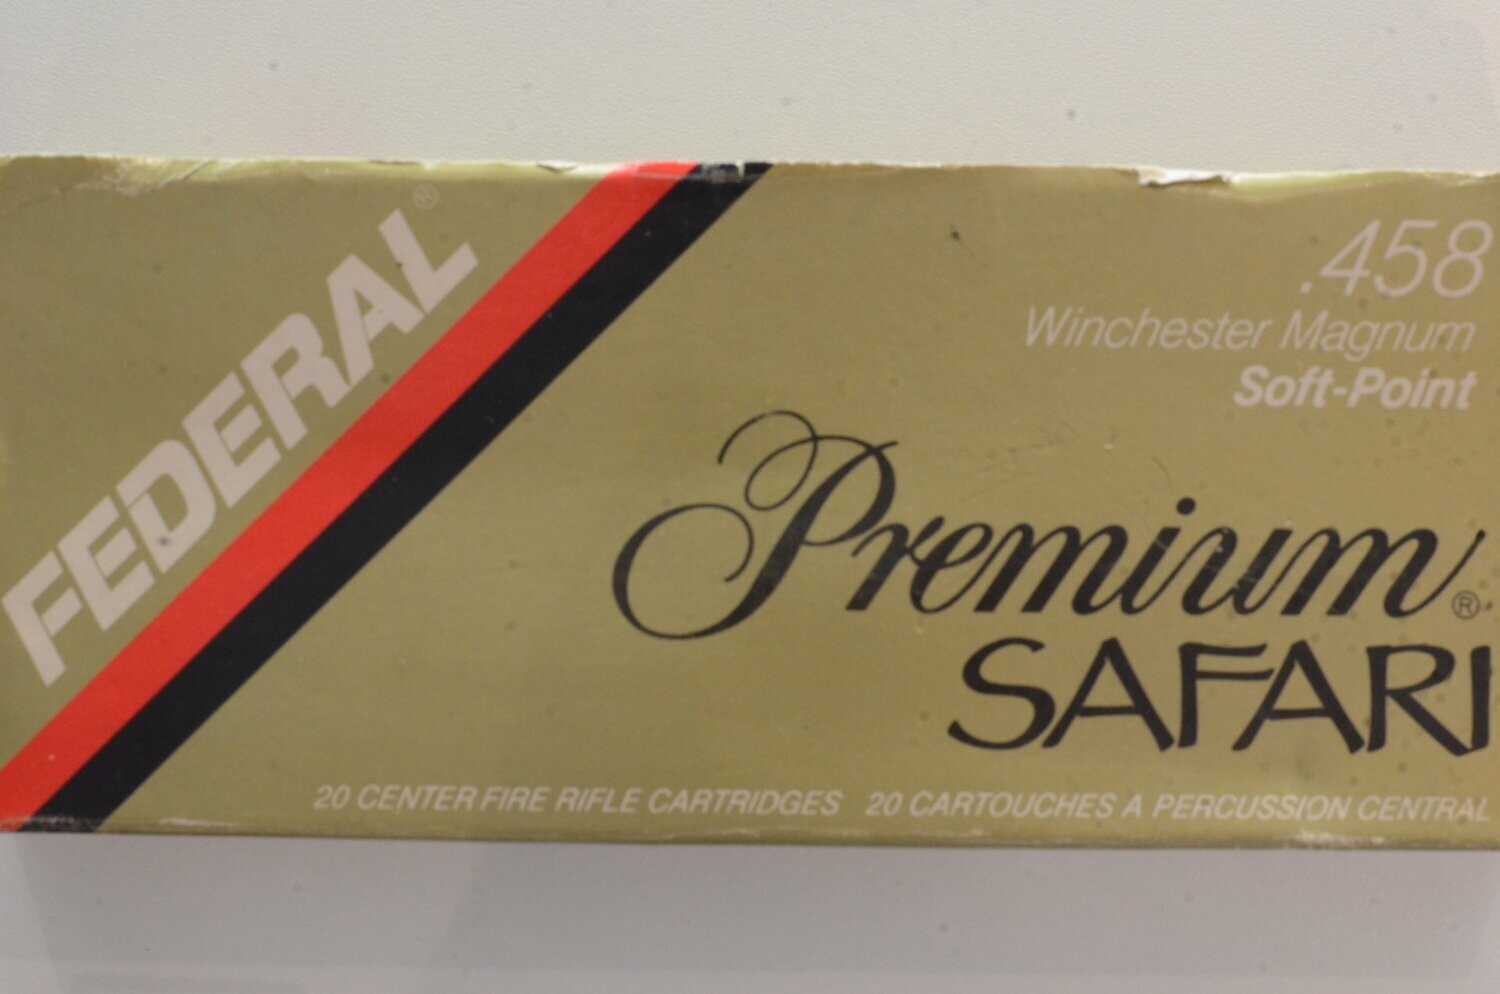 FEDERAL®
.458
Winchester Magnum
Soft-Point
Premium®
SAFARI
20 CENTER FIRE RIFLE CARTRIDGES 20 CARTOUCHES A PERCUSSION CENTRAL